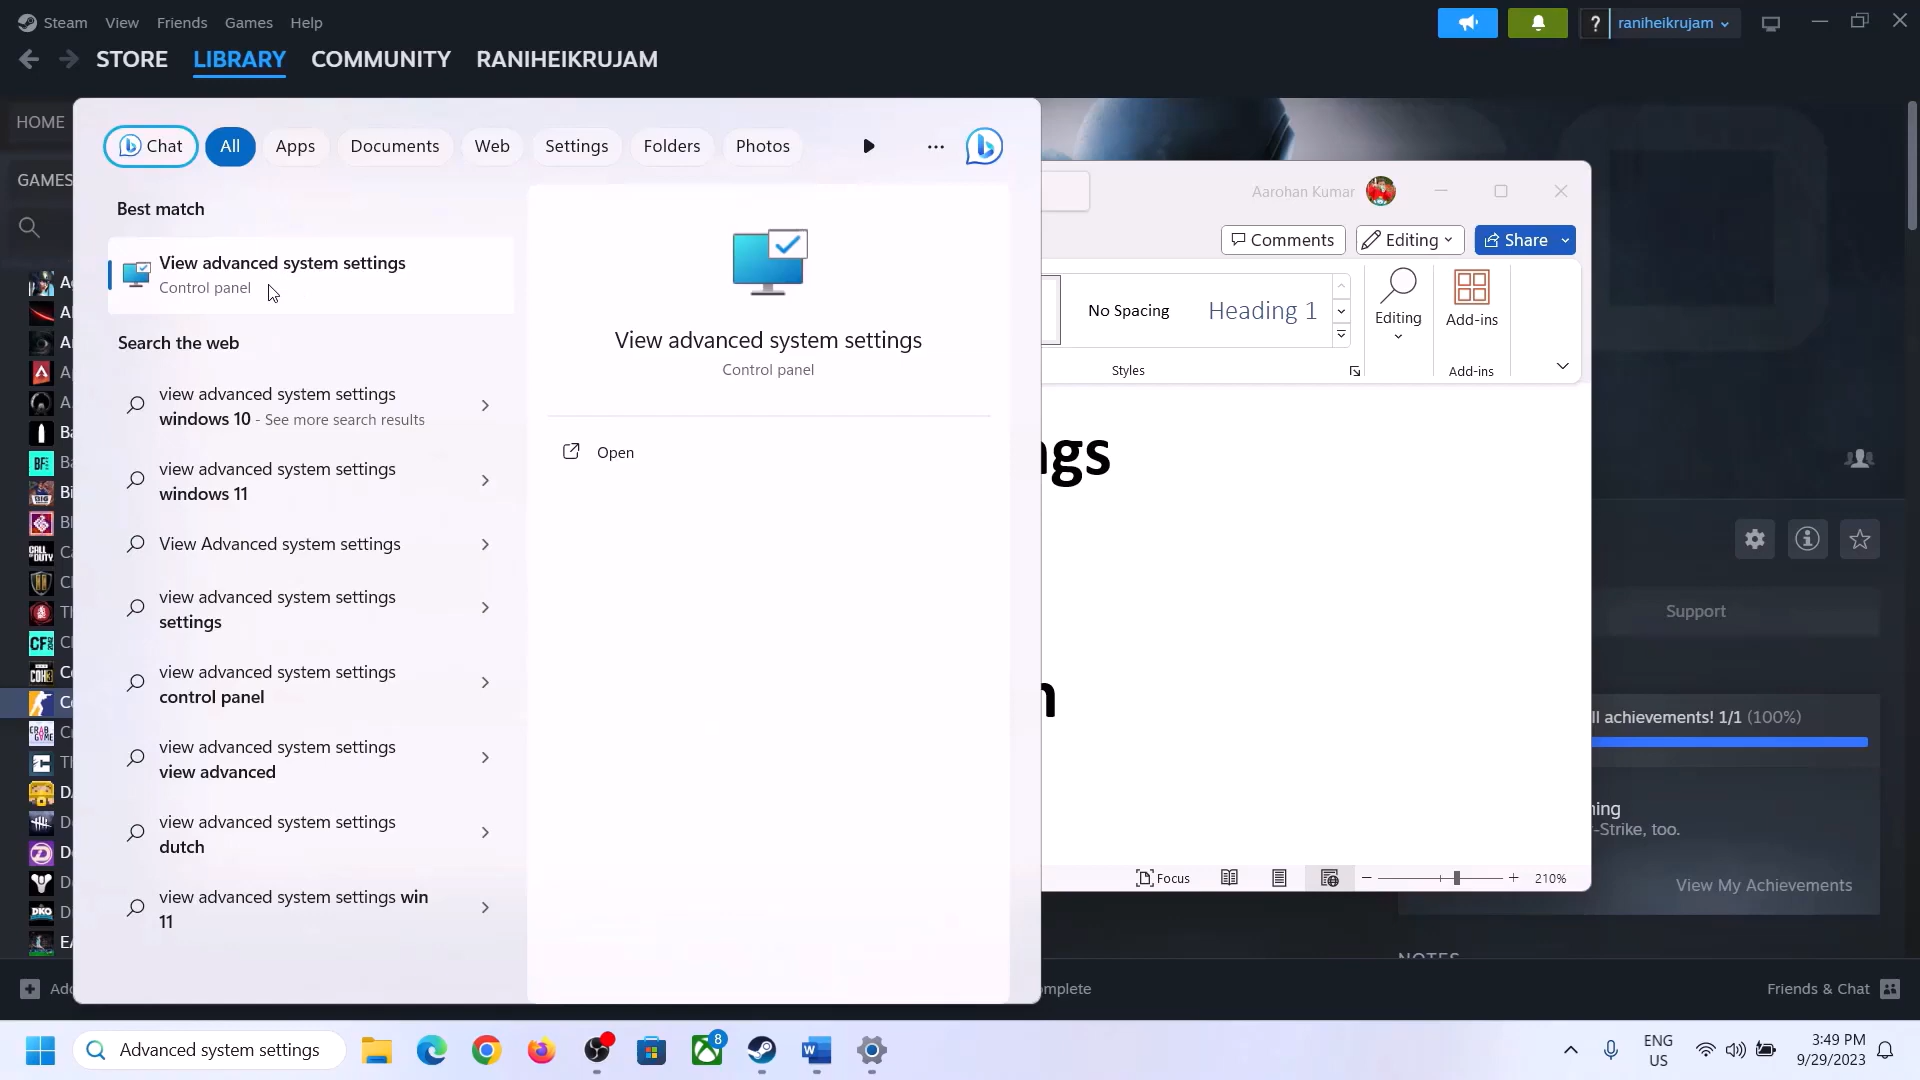 Steam View Friends Games Help
raniheikrujam
STORE LIBRARY COMMUNITY RANIHEIKRUJAM
HOME
Chat All Apps Documents Web Settings Folders Photos
GAMES
Aarohan Kumar
Best match
Comments Editing Share
View advanced system settings
Control panel
No Spacing Heading 1
Editing Add-ins
View advanced system settings
Control panel
Search the web
Styles
Add-ins
view advanced system settings
windows 10 - See more search results
Open
ngs
view advanced system settings
windows 11
View Advanced system settings
view advanced system settings
settings
Support
view advanced system settings
control panel
ll achievements! 1/1 (100%)
view advanced system settings
view advanced
-Strike, too.
view advanced system settings
dutch
Focus
210%
View My Achievements
view advanced system settings win
11
NOTES
Friends & Chat
Advanced system settings
8
ENG
US
3:49 PM
9/29/2023